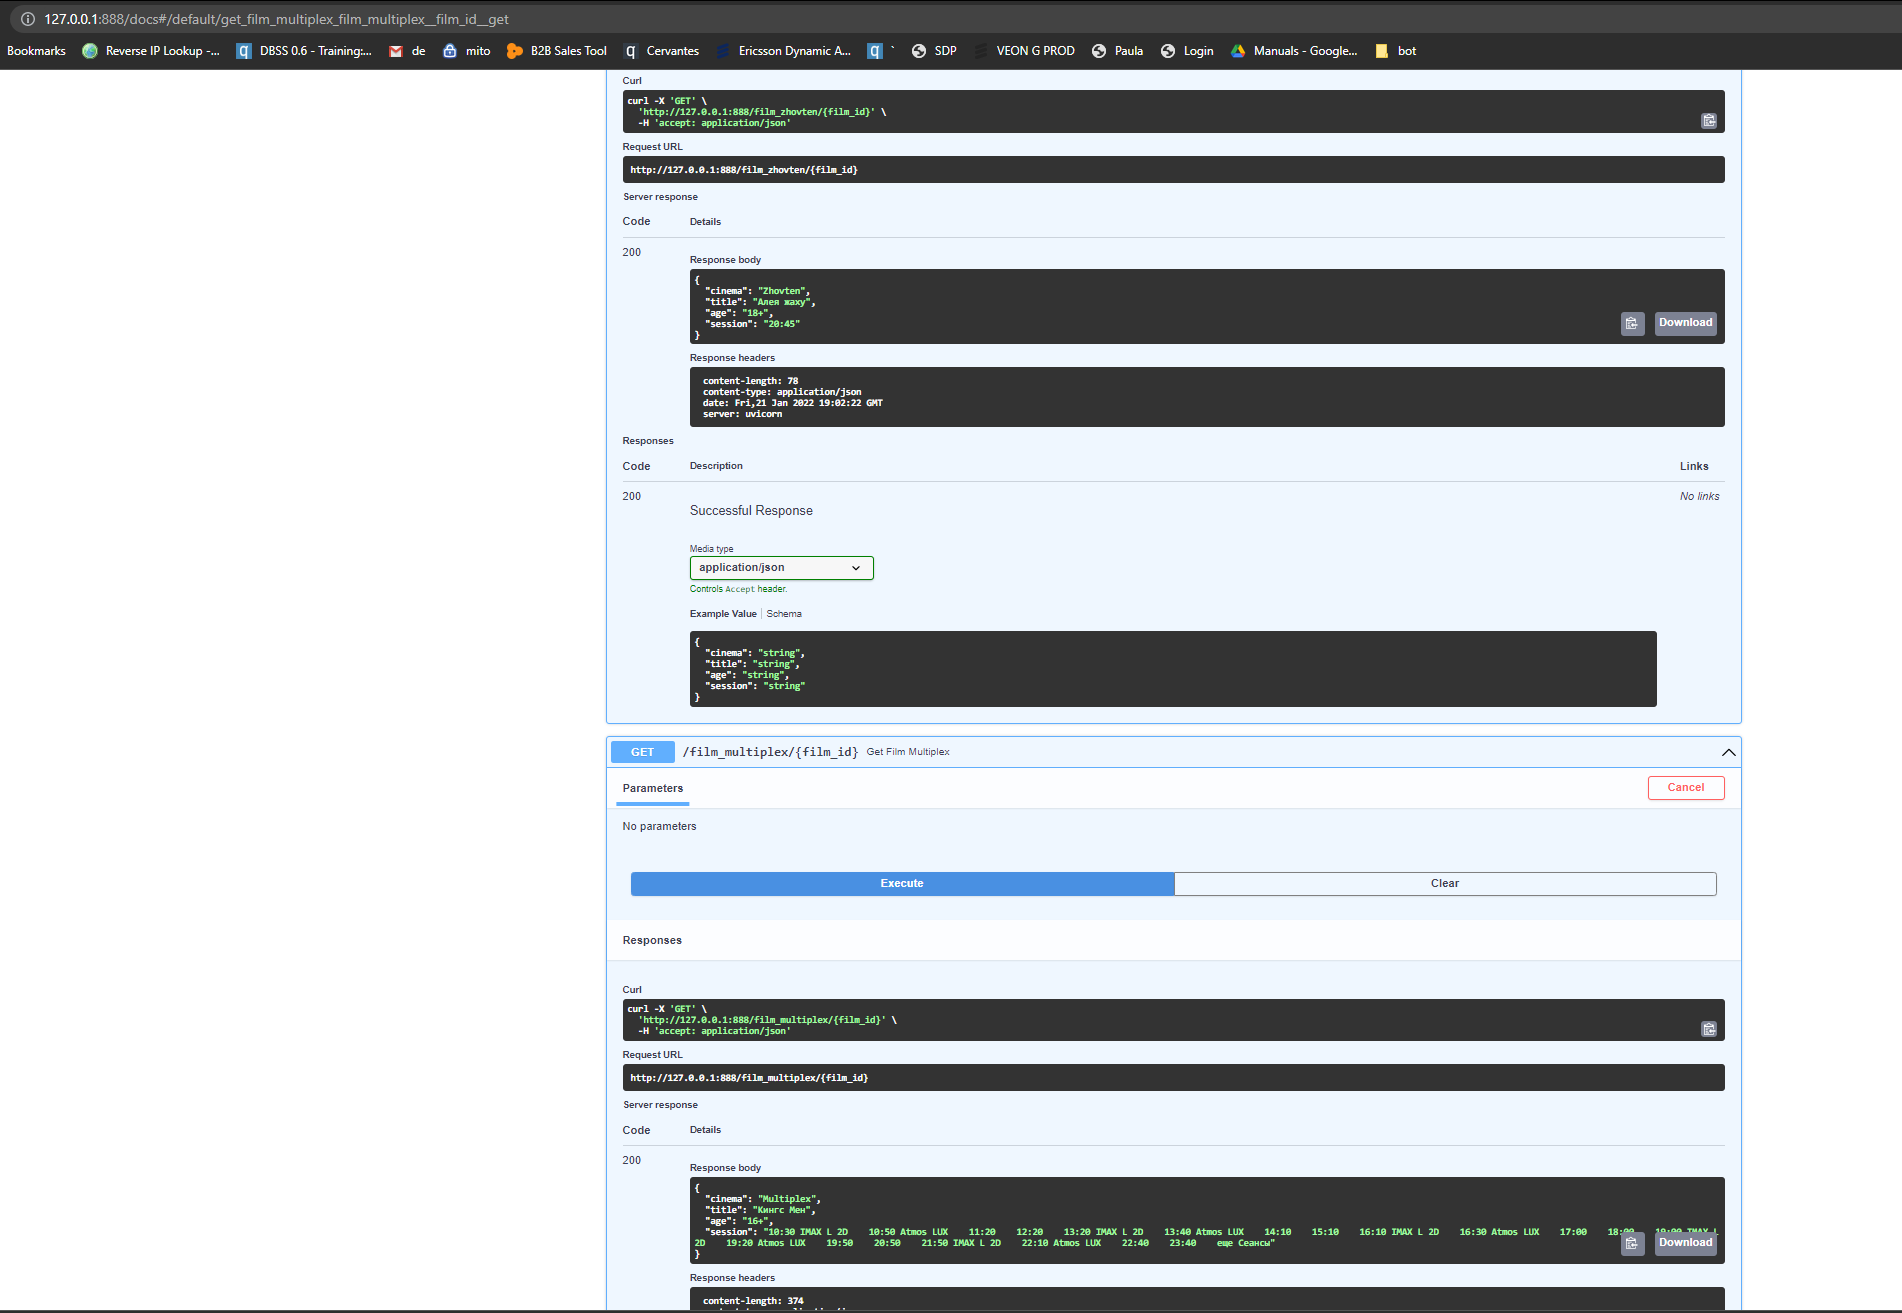 127.0.0.1:888/docs#/default/get_film_multiplex_film_multiplex__film_id__get
Bookmarks Reverse IP Lookup -... DBSS 0.6 - Training:... de mito B2B Sales Tool Cervantes Ericsson Dynamic A... ` SDP VEON G PROD Paula Login Manuals - Google... bot
Curl
curl -X 'GET' \
'http://127.0.0.1:888/film_zhovten/{film_id}' \
-H 'accept: application/json'
Request URL
http://127.0.0.1:888/film_zhovten/{film_id}
Server response
Code Details
200
Response body
{
"cinema": "Zhovten",
"title": "Алея жаху",
"age": "18+",
"session": "20:45"
}
Download
Response headers
content-length: 78
content-type: application/json
date: Fri,21 Jan 2022 19:02:22 GMT
server: uvicorn
Responses
Code Description Links
200 No links
Successful Response
Media type
application/json
Controls Accept header.
Example Value Schema
{
"cinema": "string",
"title": "string",
"age": "string",
"session": "string"
}
GET /film_multiplex/{film_id} Get Film Multiplex
Parameters Cancel
No parameters
Execute Clear
Responses
Curl
curl -X 'GET' \
'http://127.0.0.1:888/film_multiplex/{film_id}' \
-H 'accept: application/json'
Request URL
http://127.0.0.1:888/film_multiplex/{film_id}
Server response
Code Details
200
Response body
{
"cinema": "Multiplex",
"title": "Кингс Мен",
"age": "16+",
"session": "10:30 IMAX L 2D 10:50 Atmos LUX 11:20 12:20 13:20 IMAX L 2D 13:40 Atmos LUX 14:10 15:10 16:10 IMAX L 2D 16:30 Atmos LUX 17:00 18:00 19:00 IMAX L
2D 19:20 Atmos LUX 19:50 20:50 21:50 IMAX L 2D 22:10 Atmos LUX 22:40 23:40 еще Сеансы"
}
Download
Response headers
content-length: 374